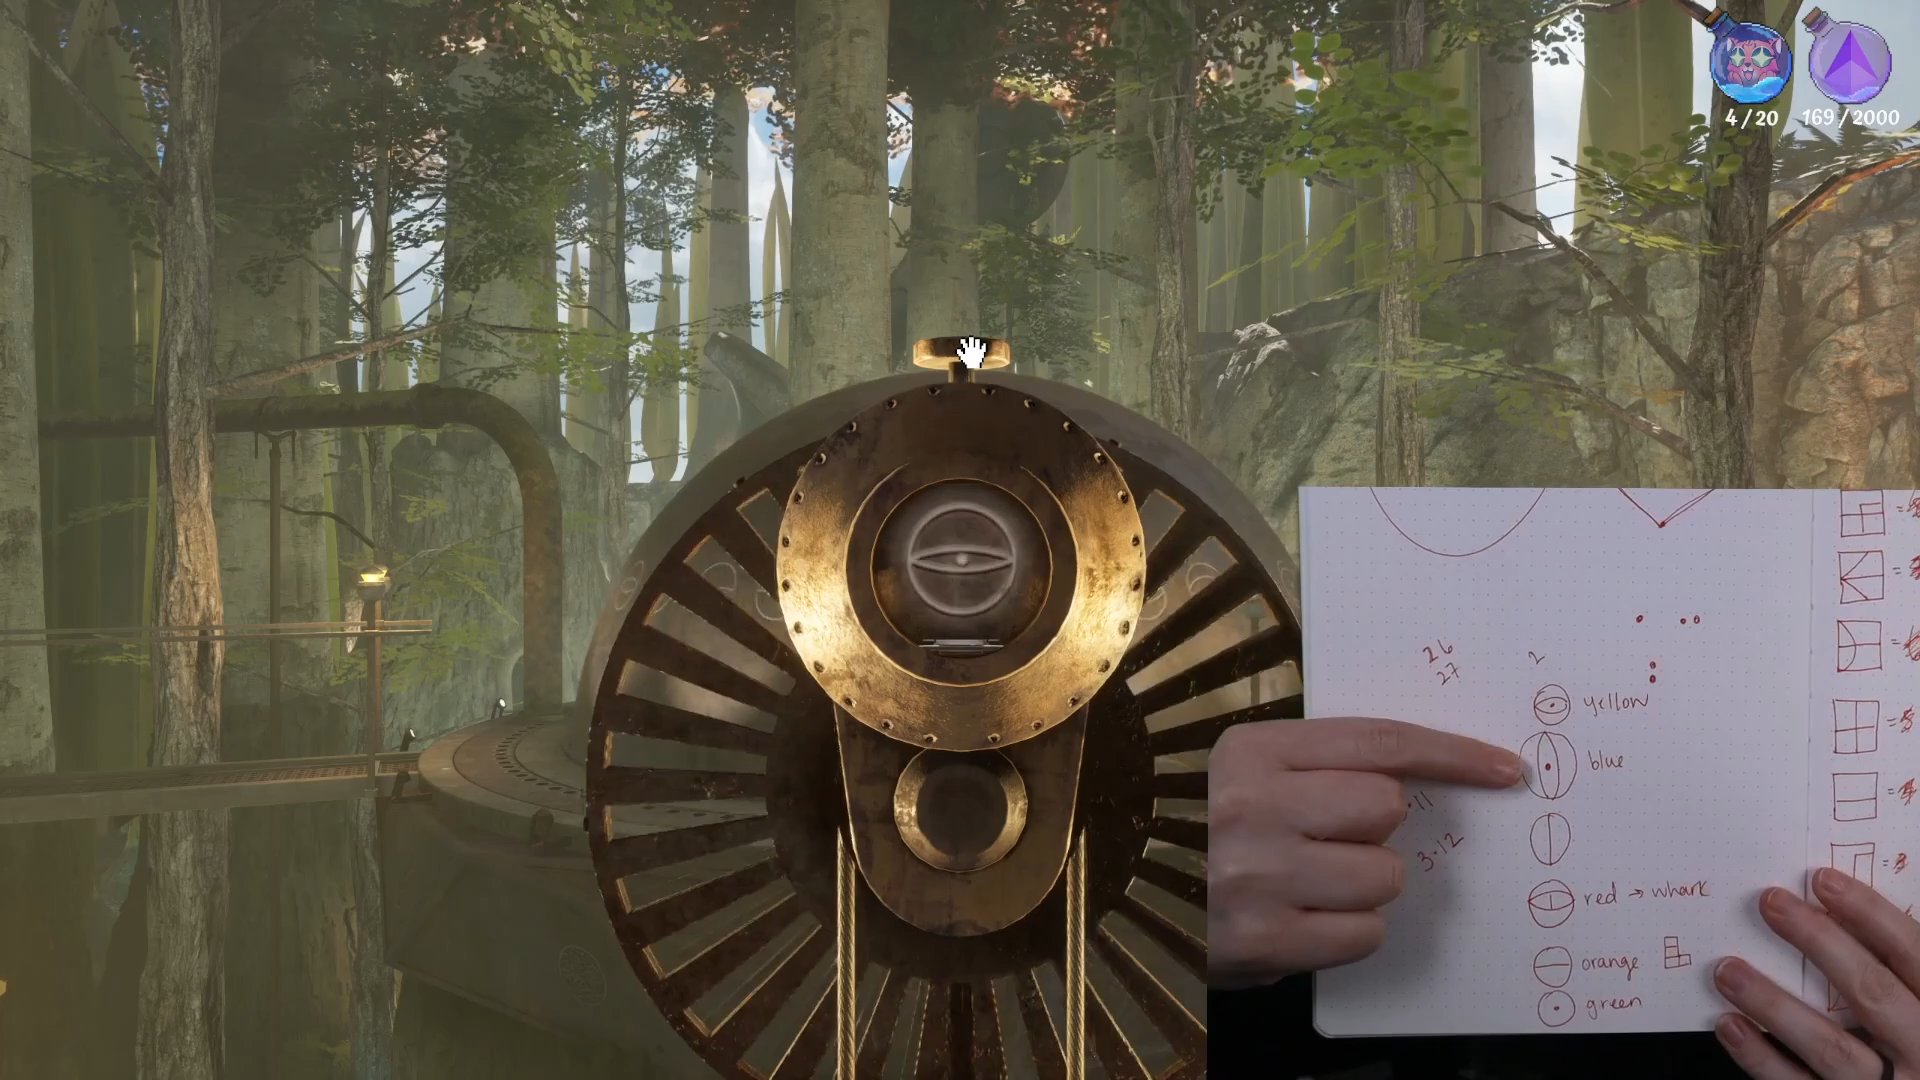 4/20 169/2000
26
27
2
yellow
blue
3·12
red → whark
orange
green